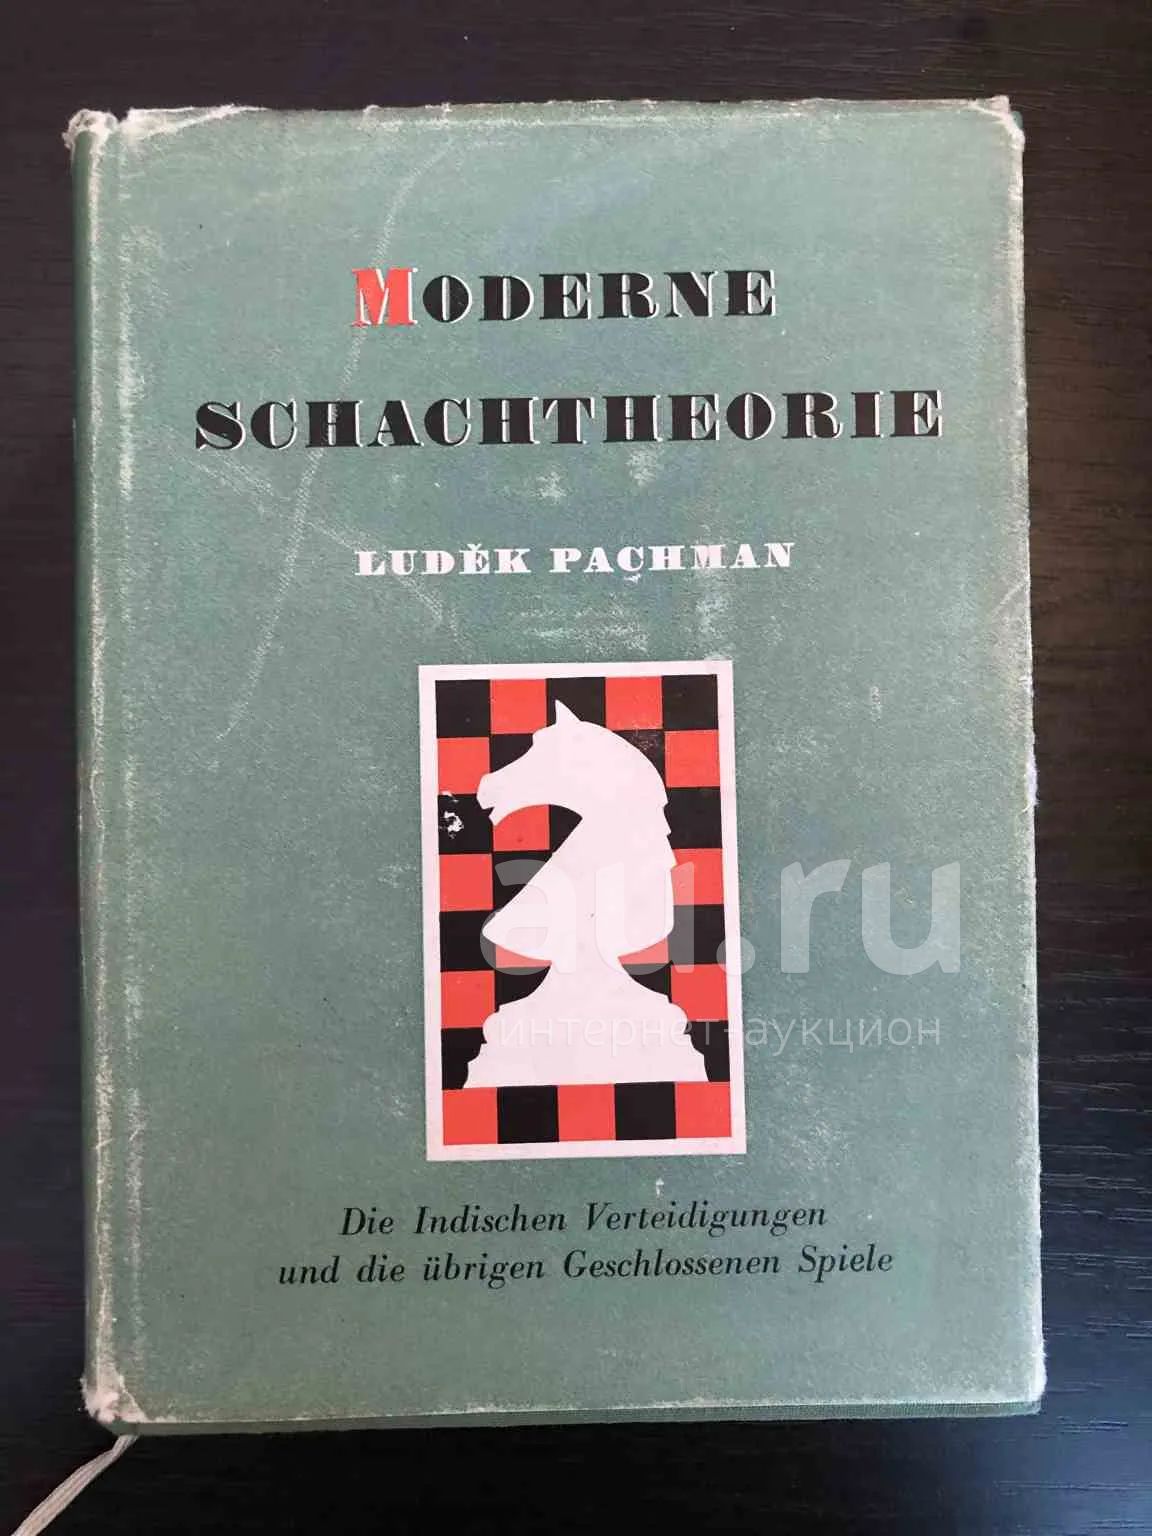 MODERNE
SCHACHTHEORIE
LUDĚK PACHMAN
au.ru
интернет-аукцион
Die Indischen Verteidigungen
und die übrigen Geschlossenen Spiele